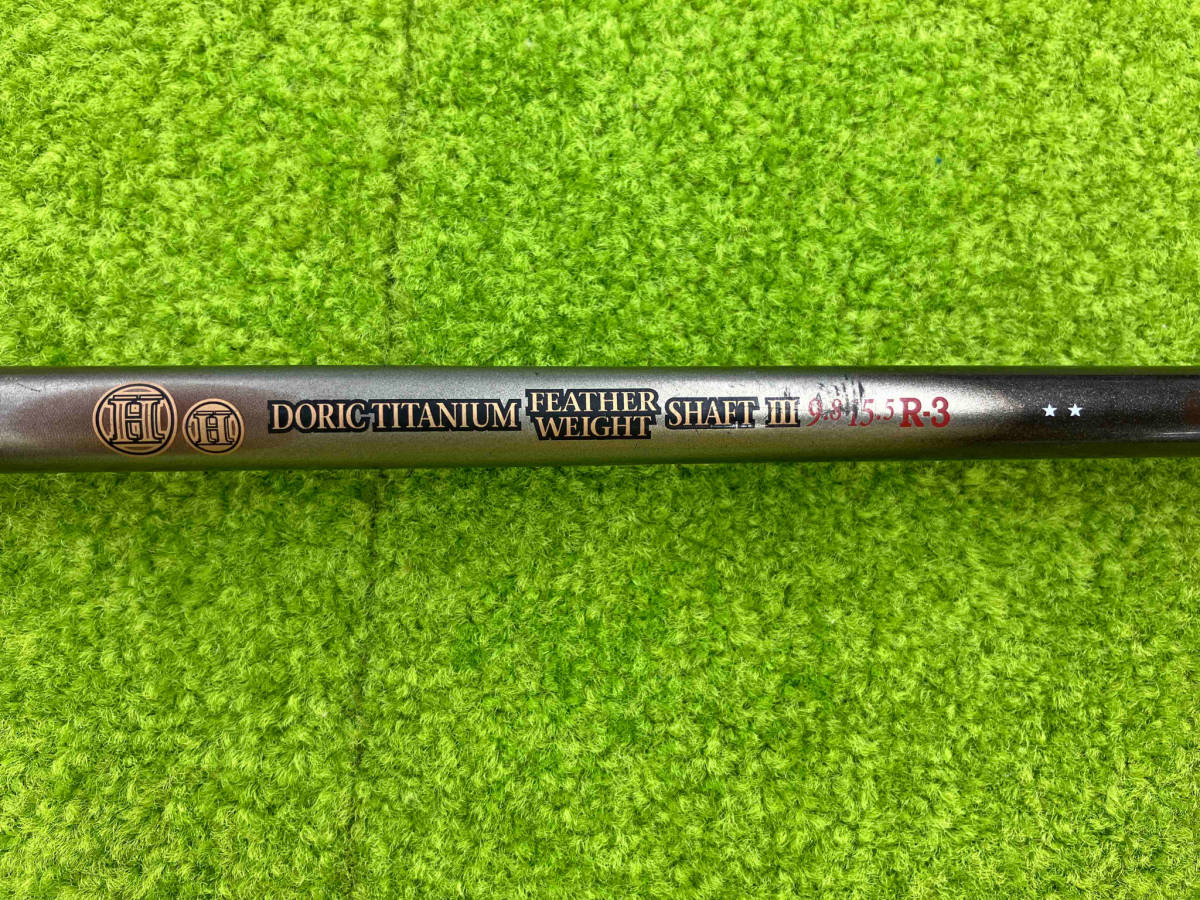 H H DORIC-TITANIUM FEATHER WEIGHT SHAFT III 9.8 15.5 R-3